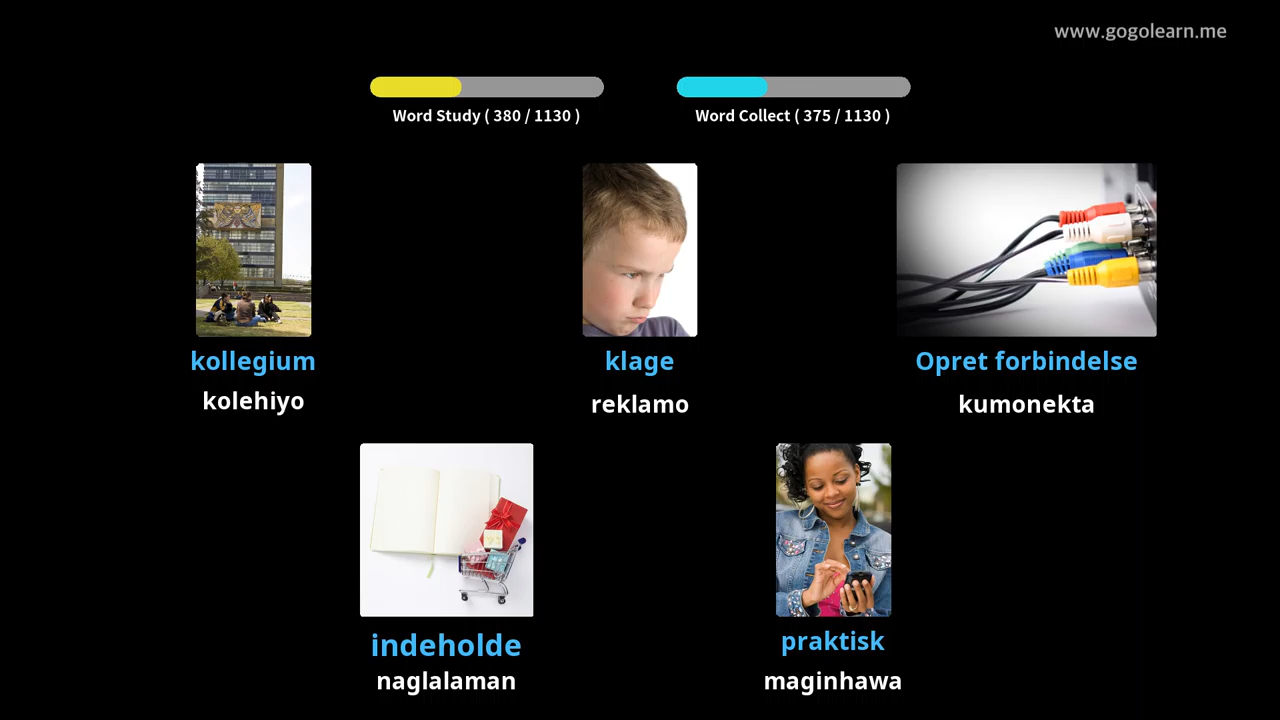 www.gogolearn.me
Word Study ( 380 / 1130 )
Word Collect ( 375 / 1130 )
kollegium
kolehiyo
klage
reklamo
Opret forbindelse
kumonekta
indeholde
naglalaman
praktisk
maginhawa